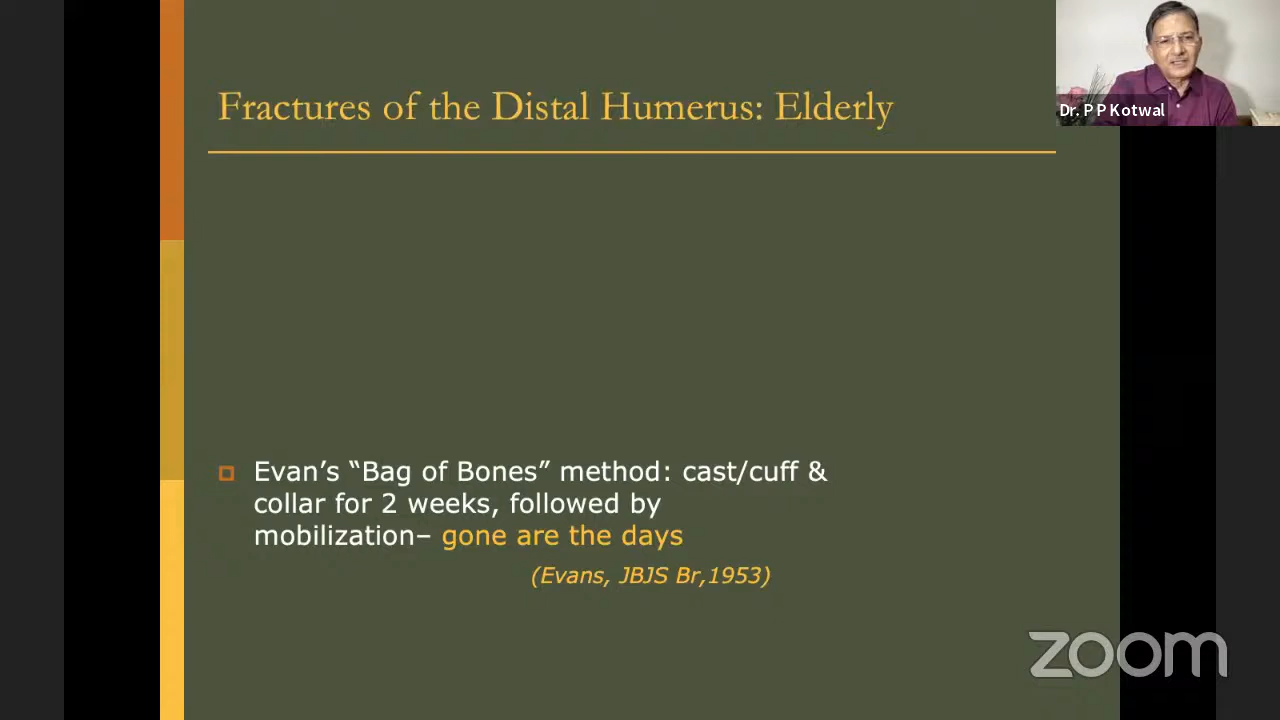 Fractures of the Distal Humerus: Elderly
Dr. P P Kotwal
Evan’s “Bag of Bones” method: cast/cuff &
collar for 2 weeks, followed by
mobilization– gone are the days
(Evans, JBJS Br,1953)
zoom